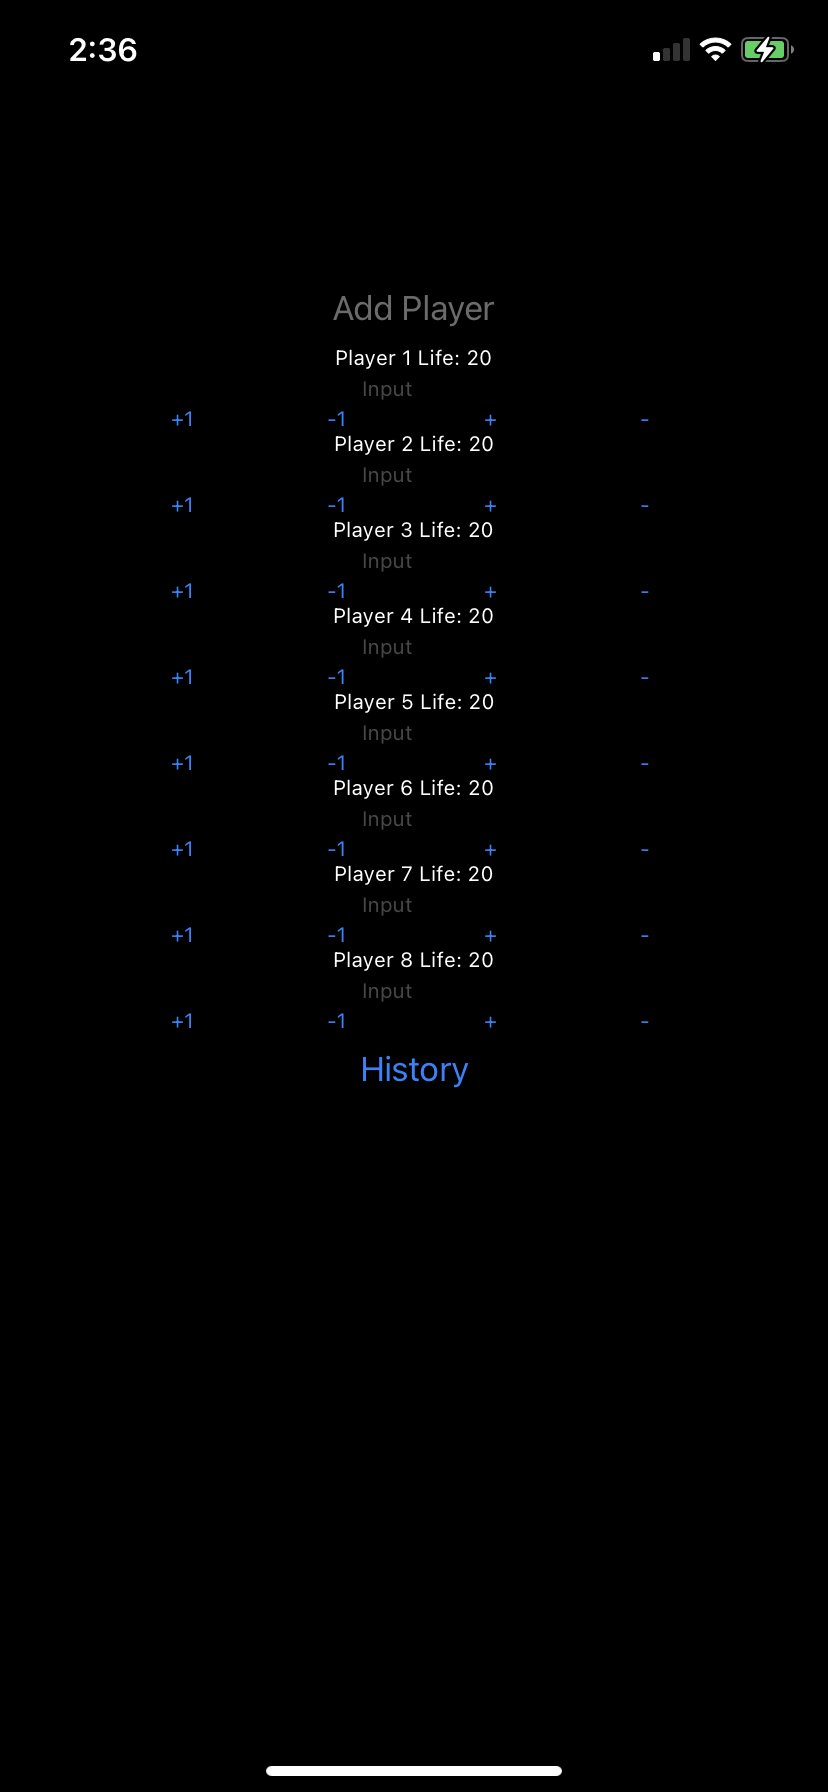 2:36
Add Player
Player 1 Life: 20
Input
+1 -1 + -
Player 2 Life: 20
Input
+1 -1 + -
Player 3 Life: 20
Input
+1 -1 + -
Player 4 Life: 20
Input
+1 -1 + -
Player 5 Life: 20
Input
+1 -1 + -
Player 6 Life: 20
Input
+1 -1 + -
Player 7 Life: 20
Input
+1 -1 + -
Player 8 Life: 20
Input
+1 -1 + -
History